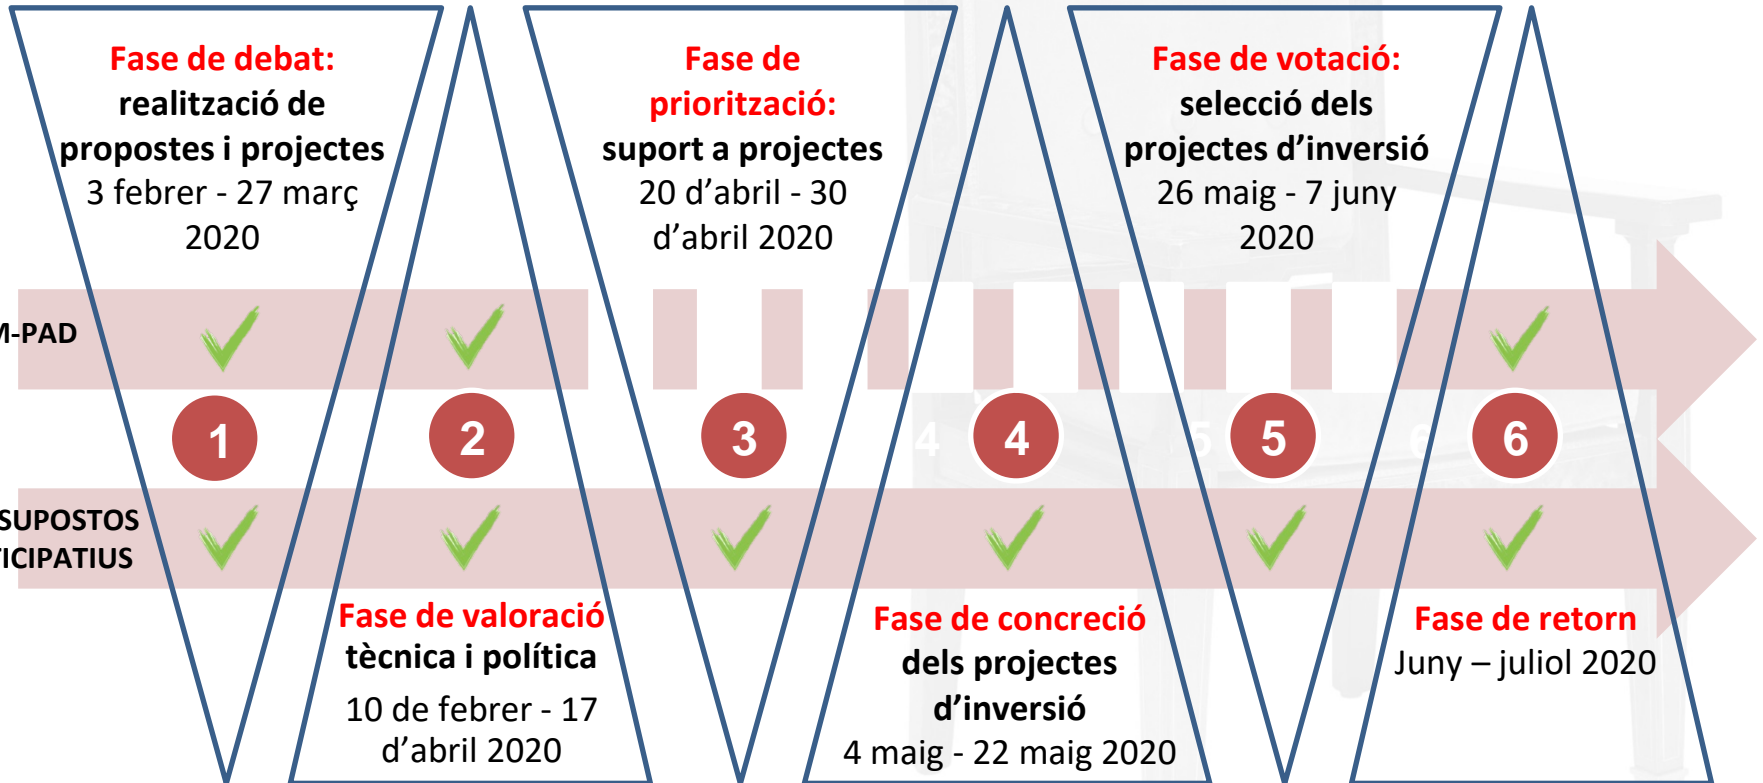 Fase de debat:
realització de
propostes i projectes
3 febrer - 27 març
2020
Fase de
priorització:
suport a projectes
20 d’abril - 30
d’abril 2020
Fase de votació:
selecció dels
projectes d’inversió
26 maig - 7 juny
2020
M-PAD
1
2
3
4
4
5
5
6
6
SUPOSTOS
TICIPATIUS
Fase de valoració
tècnica i política
10 de febrer - 17
d’abril 2020
Fase de concreció
dels projectes
d’inversió
4 maig - 22 maig 2020
Fase de retorn
Juny – juliol 2020